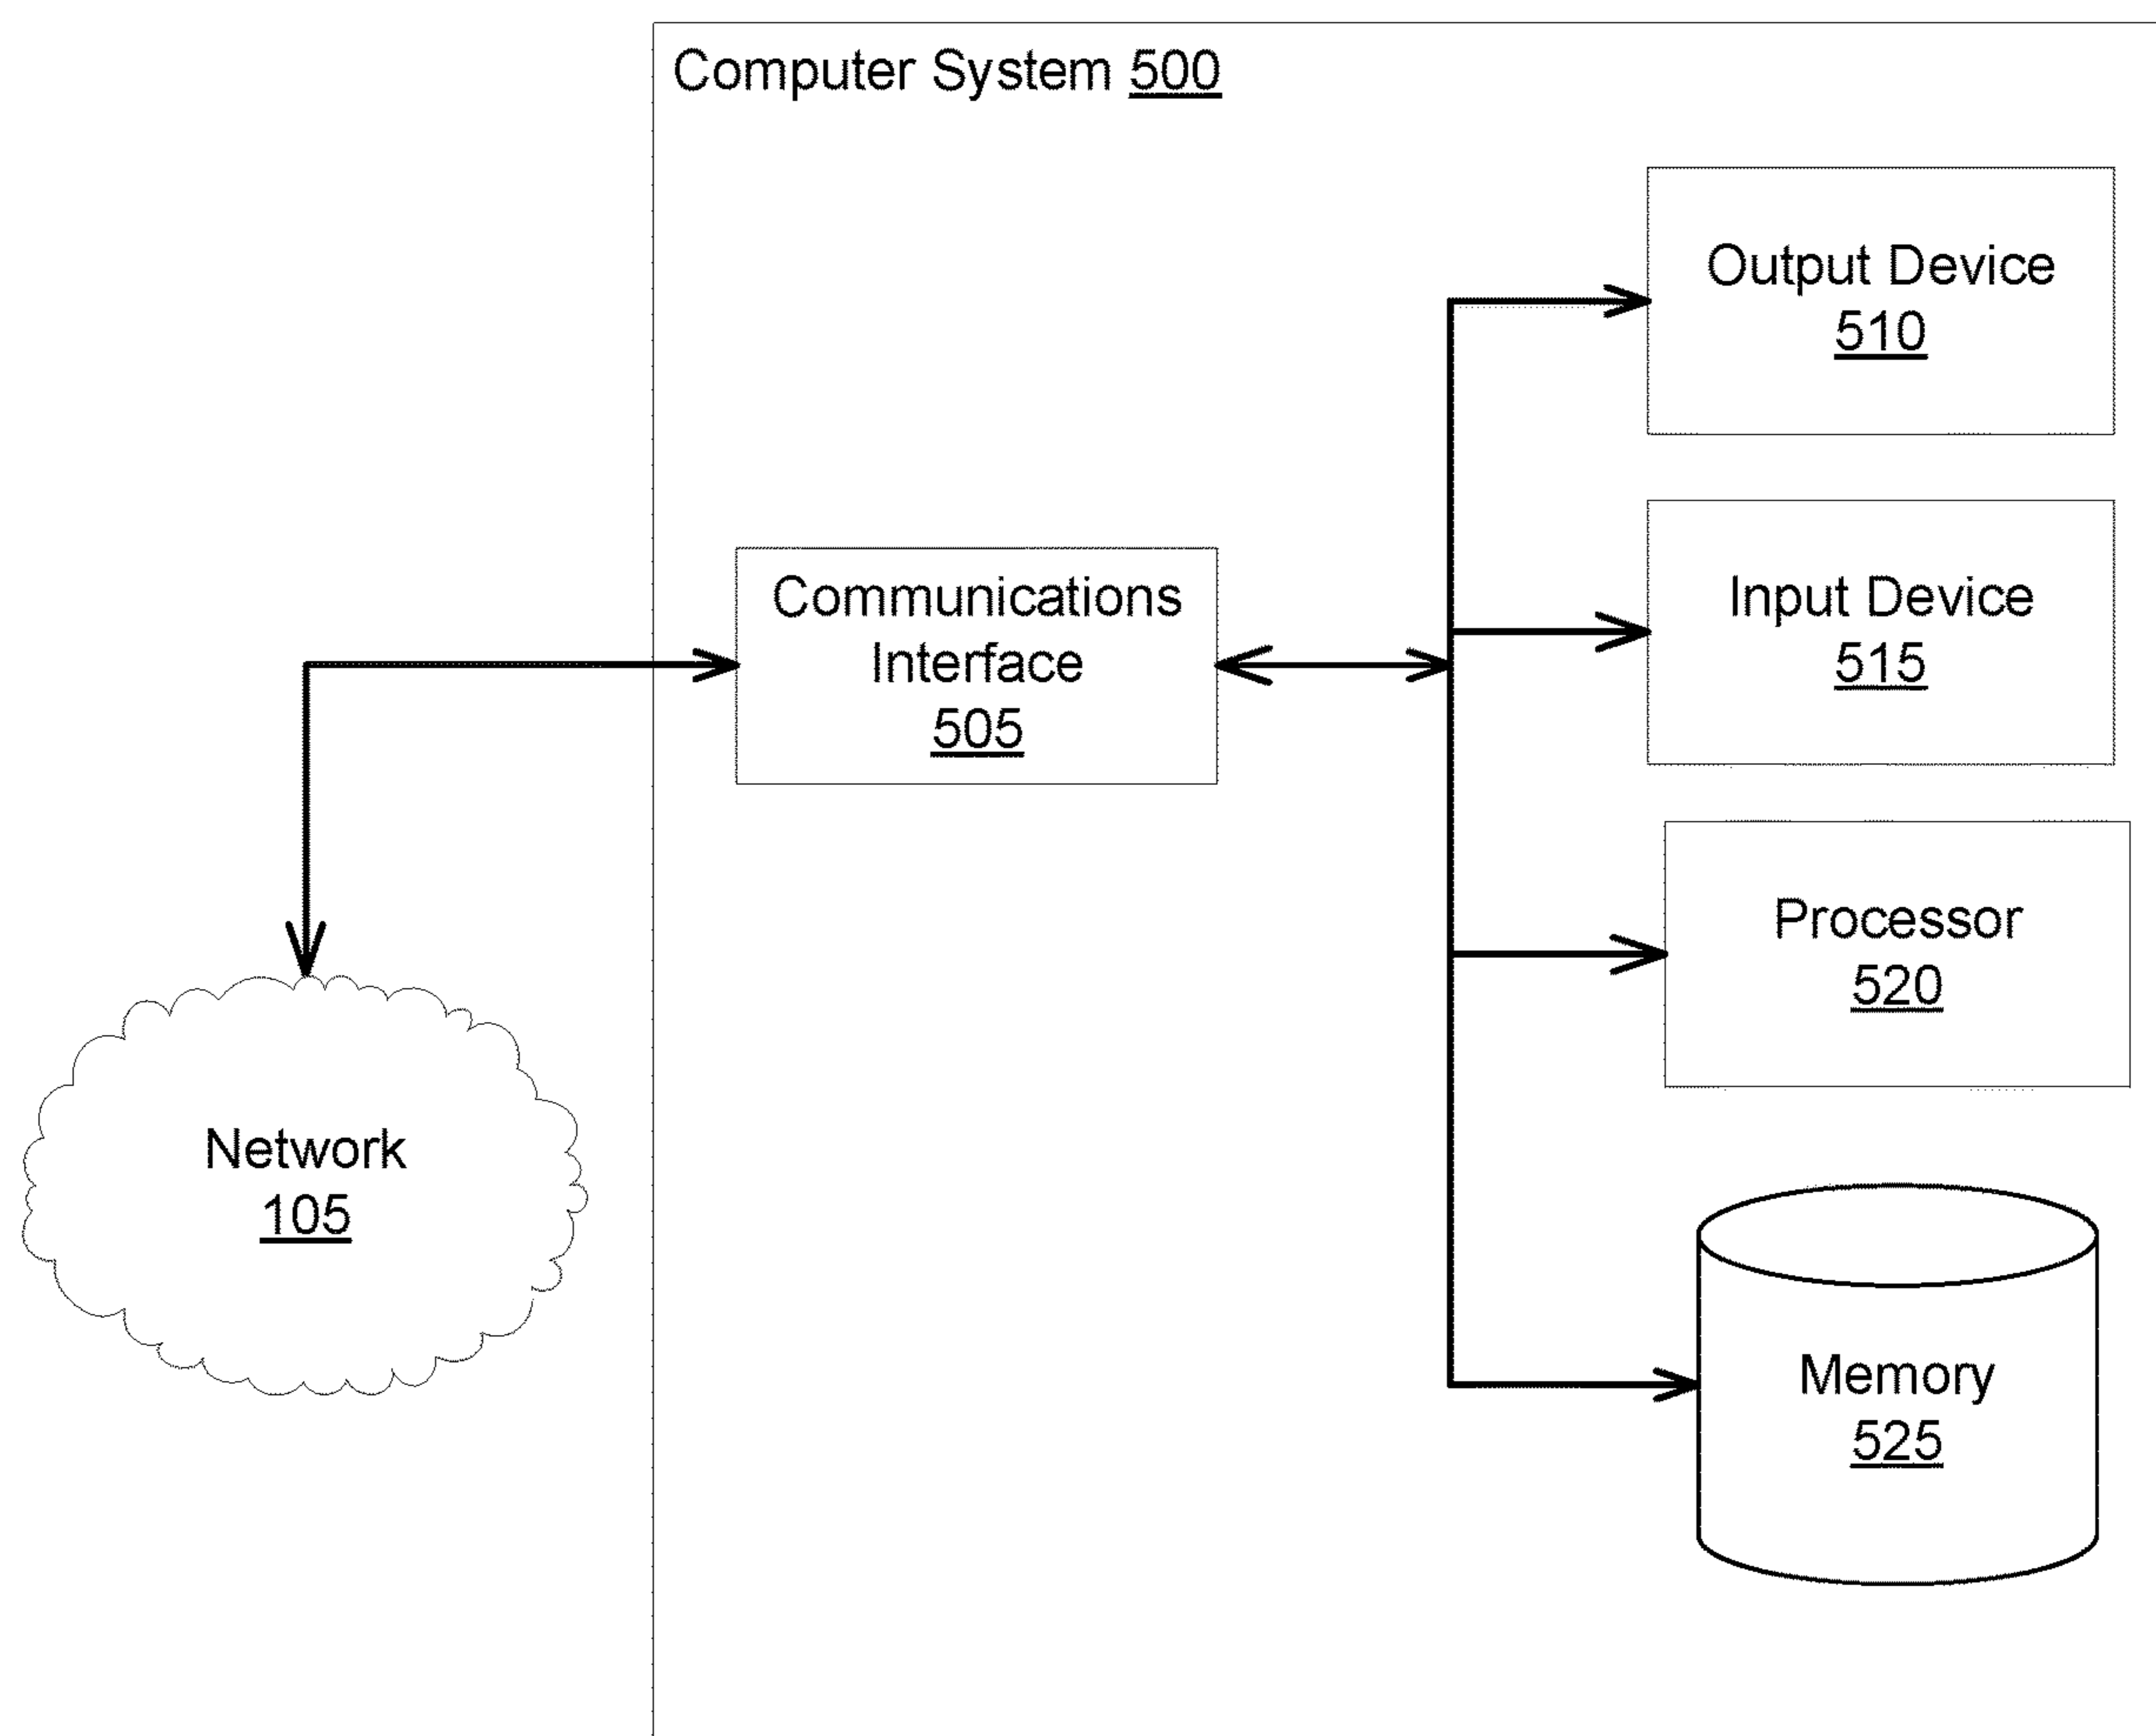 Computer System 500
Output Device
510
Communications
Interface
505
Input Device
515
Processor
520
Network
105
Memory
525